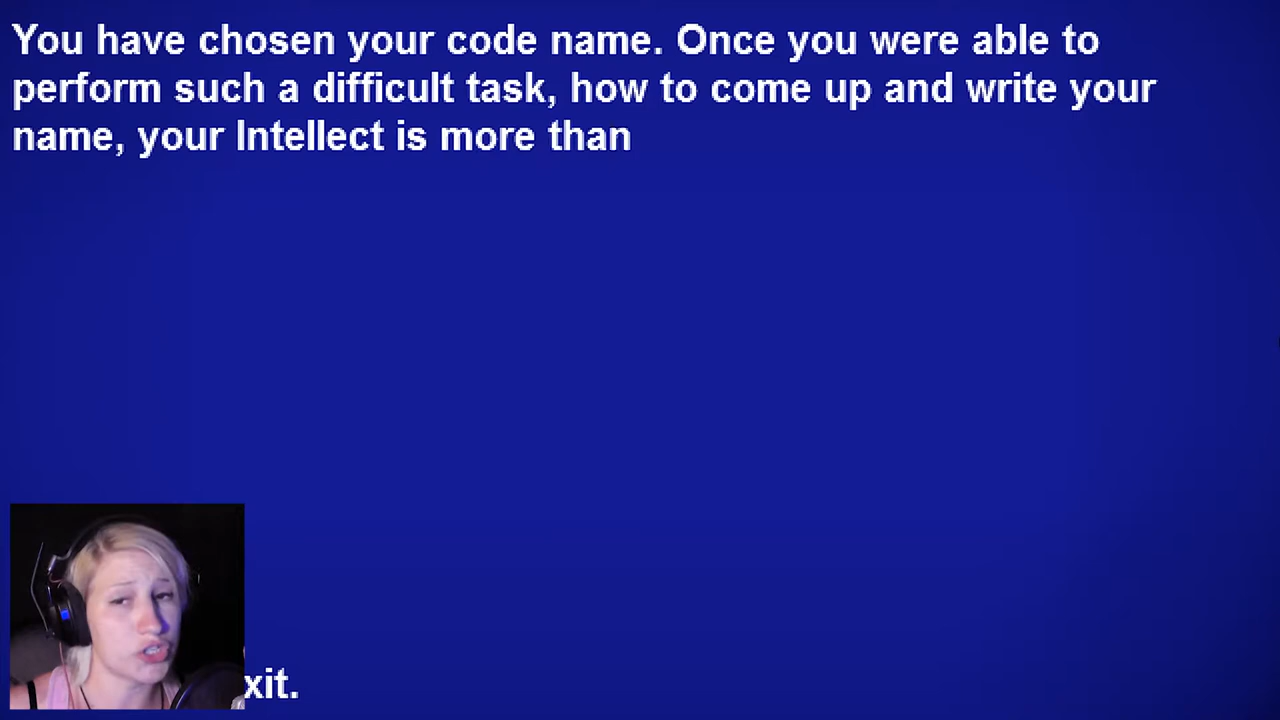 You have chosen your code name. Once you were able to
perform such a difficult task, how to come up and write your
name, your Intellect is more than
xit.